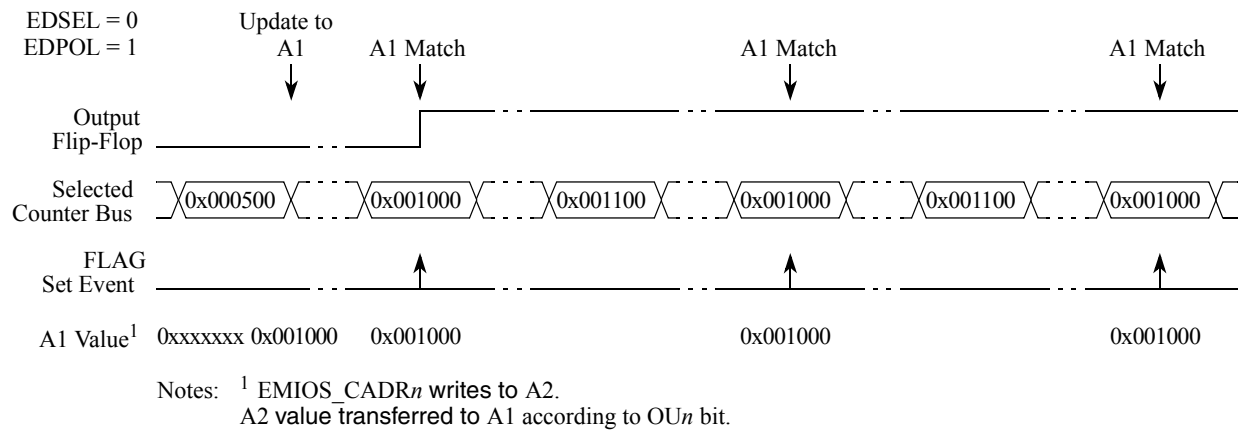 EDSEL = 0
EDPOL = 1
Update to
A1
A1 Match
A1 Match
A1 Match
Output
Flip-Flop
Selected
Counter Bus
0x000500
0x001000
0x001100
0x001000
0x001100
0x001000
FLAG
Set Event
A1 Value1 0xxxxxxx 0x001000 0x001000 0x001000 0x001000
Notes: 1 EMIOS_CADRn writes to A2.
A2 value transferred to A1 according to OUn bit.